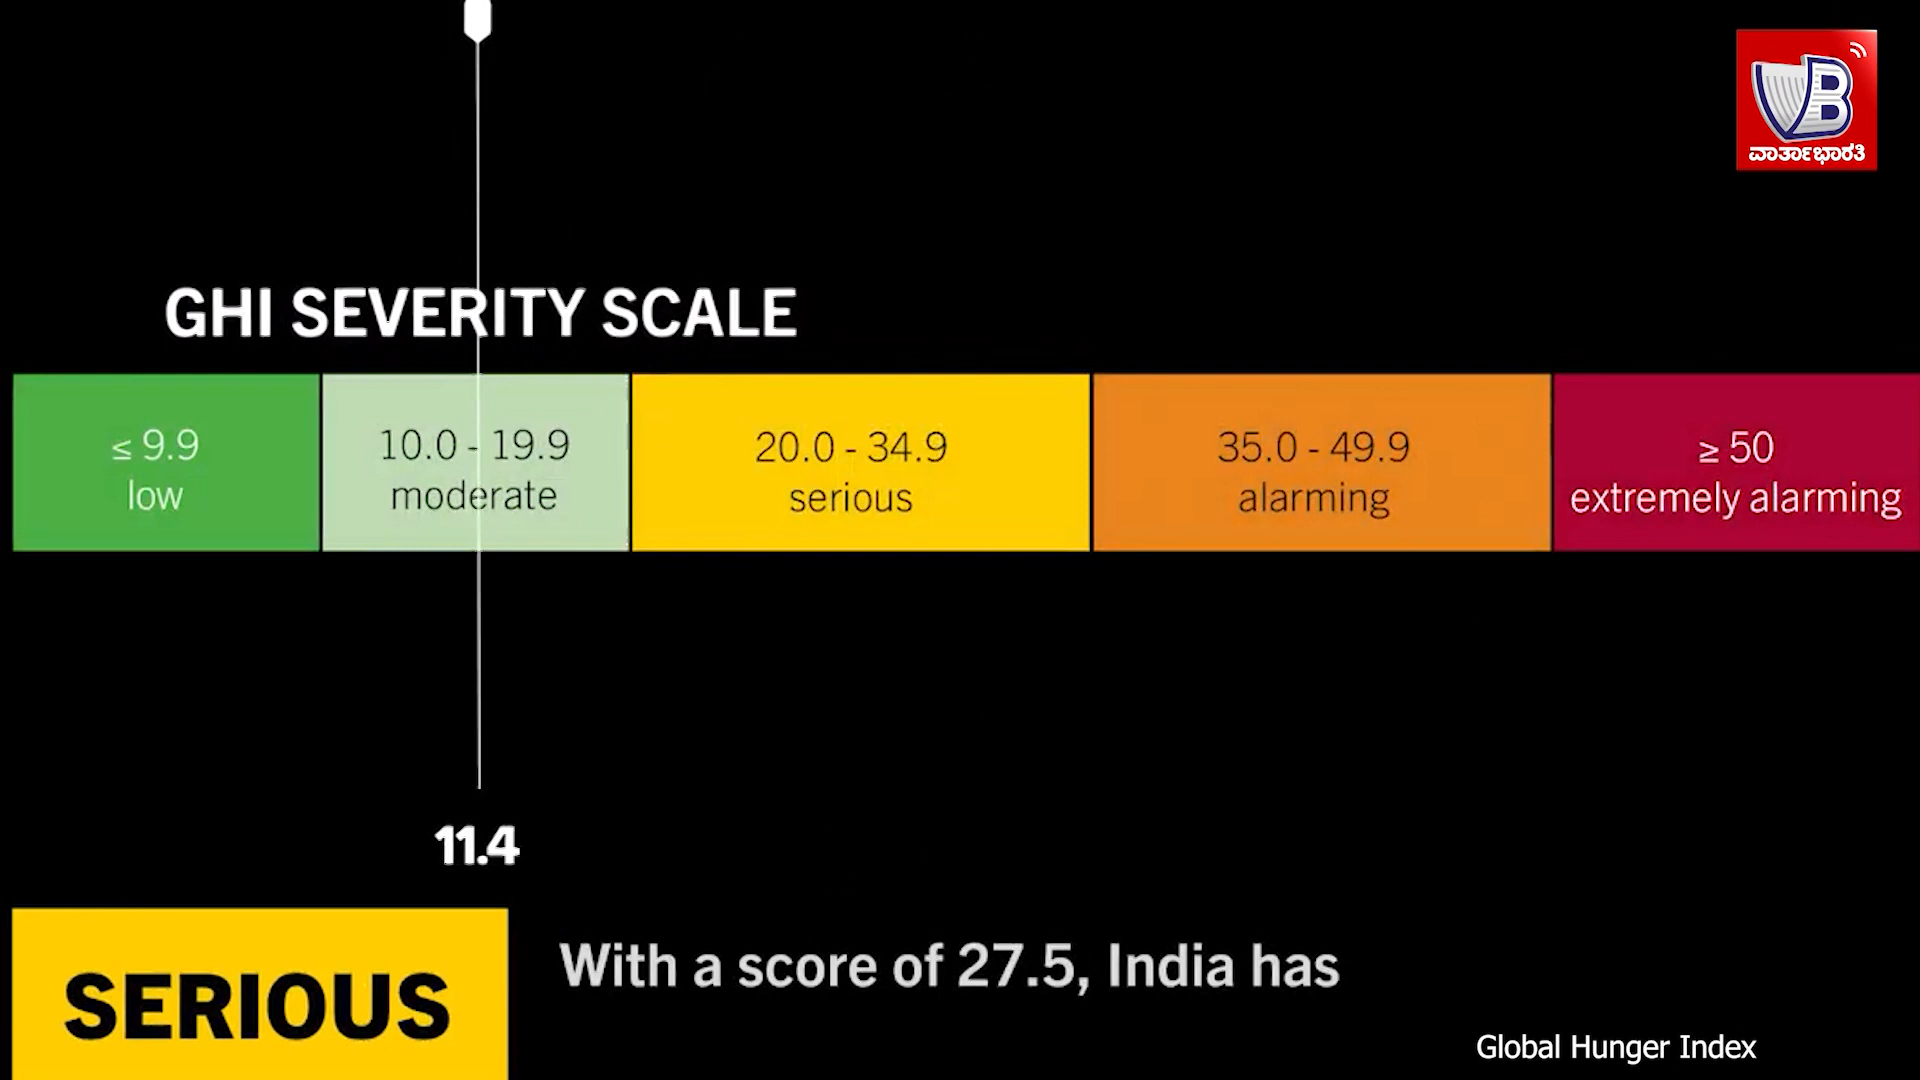 ವಾರ್ತಾಭಾರತಿ
GHI SEVERITY SCALE
≤ 9.9
low
10.0 - 19.9
moderate
20.0 - 34.9
serious
35.0 - 49.9
alarming
≥ 50
extremely alarming
11.4
SERIOUS
With a score of 27.5, India has
Global Hunger Index